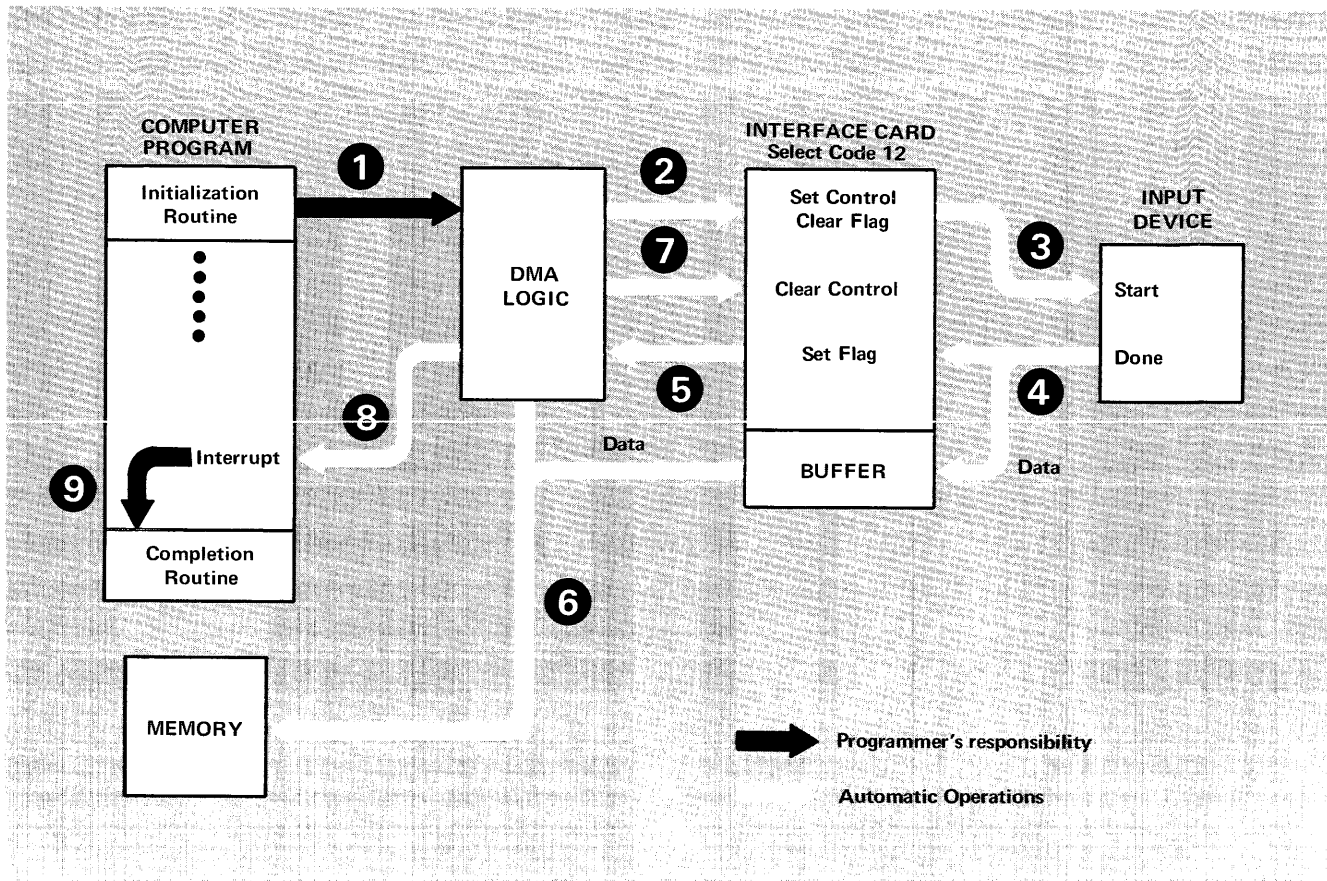 COMPUTER
PROGRAM
Initialization
Routine
1
DMA
LOGIC
2
7
INTERFACE CARD
Select Code 12
Set Control
Clear Flag
Clear Control
Set Flag
BUFFER
INPUT
DEVICE
3
Start
Done
4
Data
5
Data
6
8
Interrupt
9
Completion
Routine
MEMORY
Programmer's responsibility
Automatic Operations